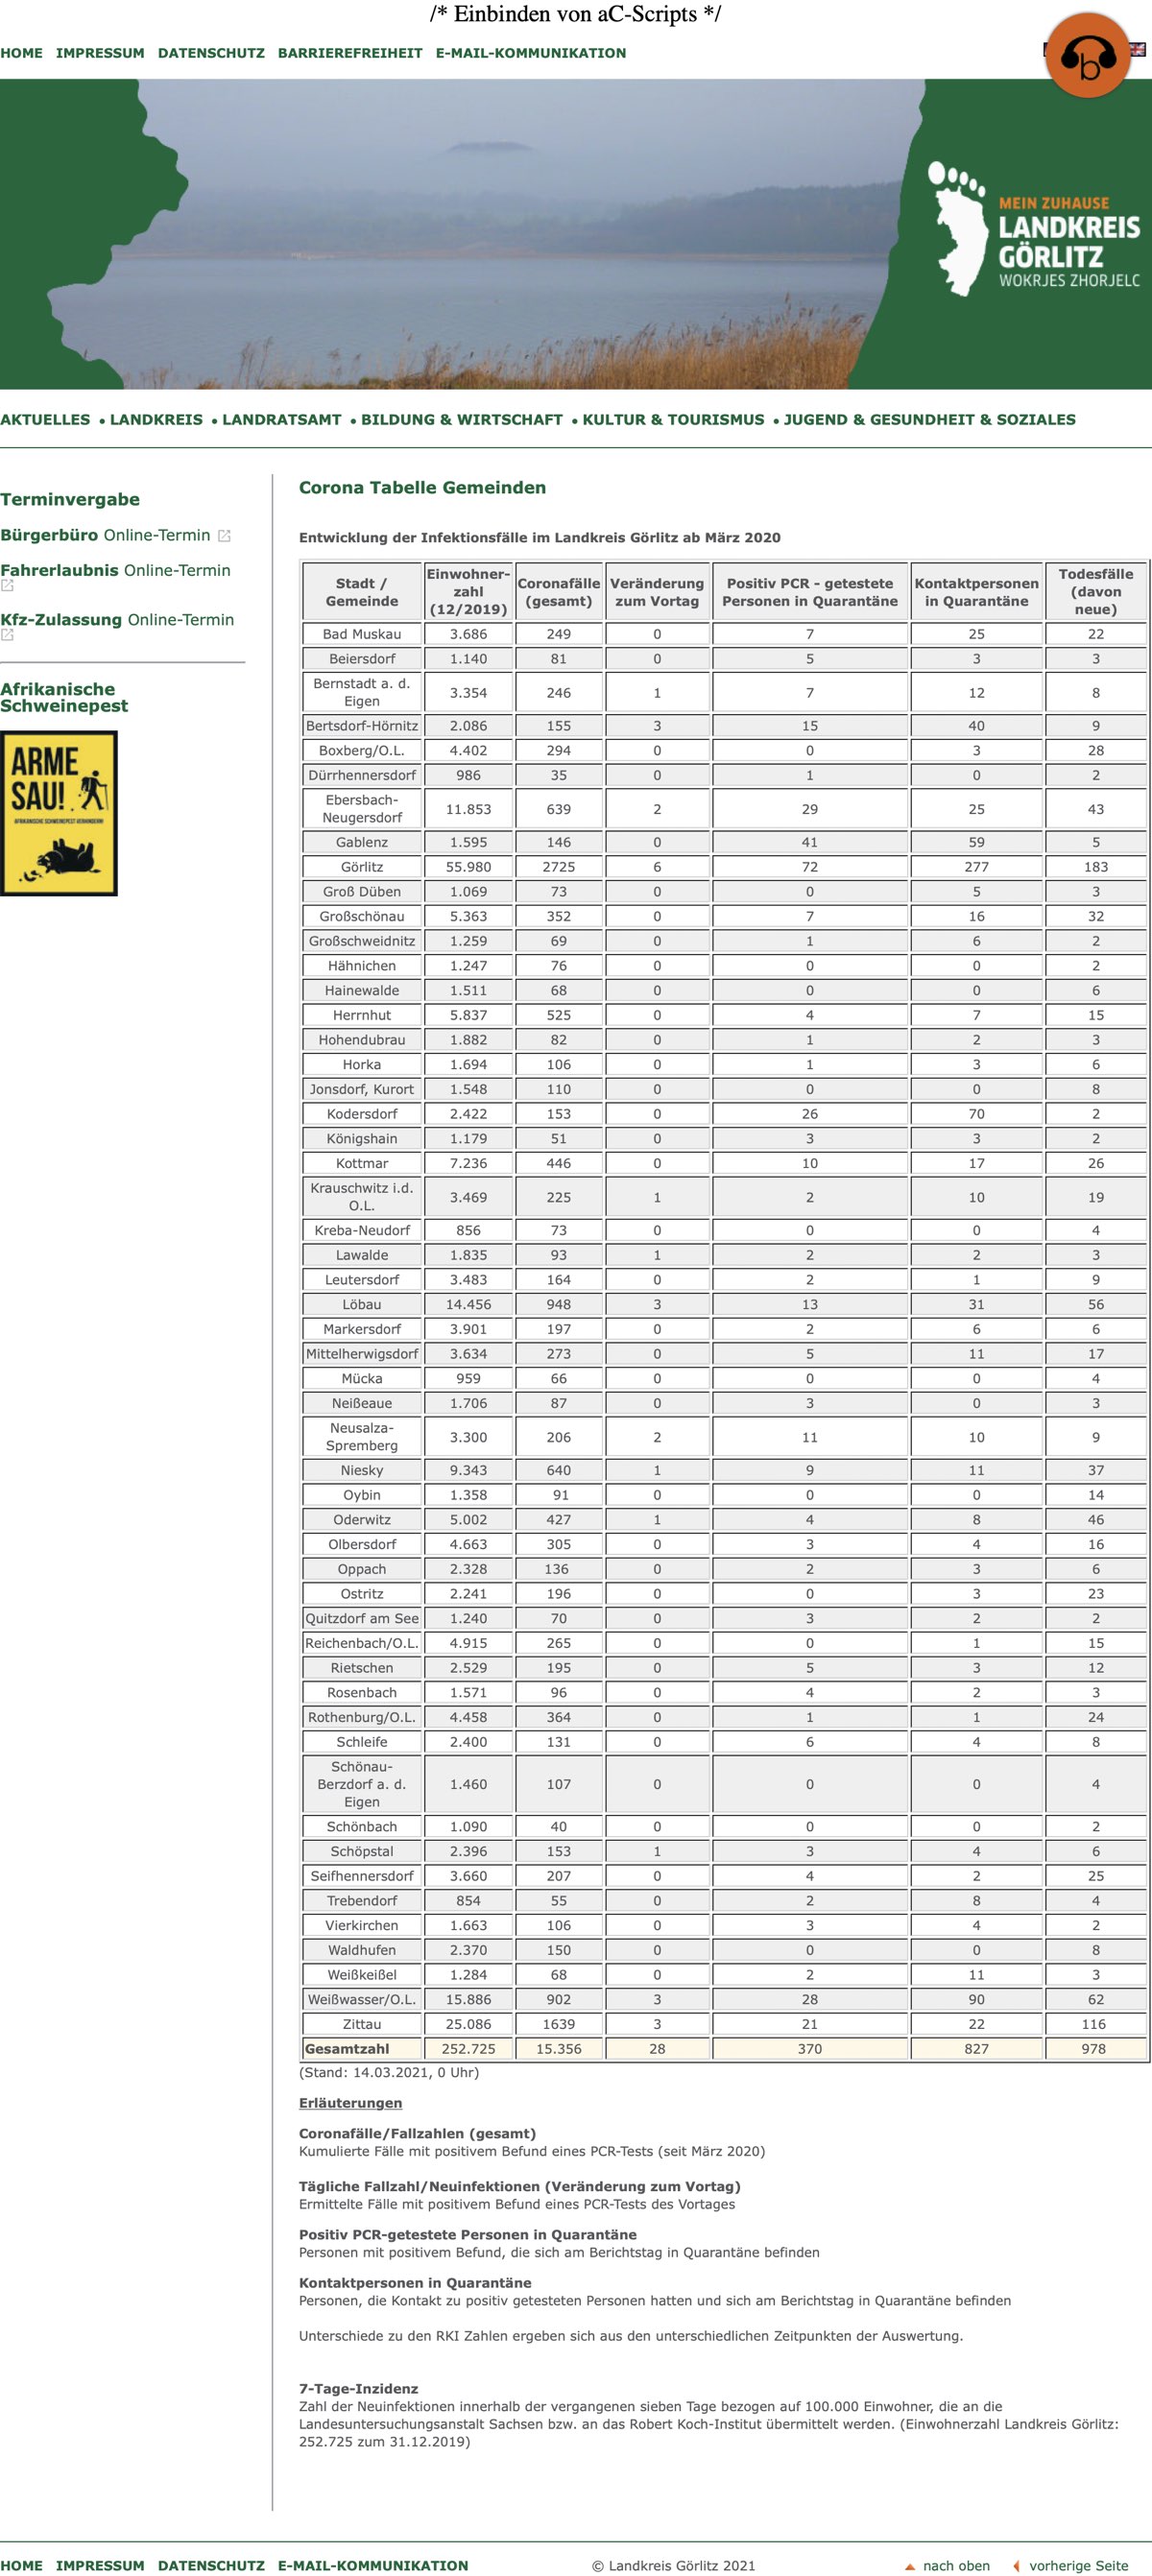 /* Einbinden von aC-Scripts */
HOME IMPRESSUM DATENSCHUTZ BARRIEREFREIHEIT E-MAIL-KOMMUNIKATION
b
MEIN ZUHAUSE
LANDKREIS
GÖRLITZ
WOKRJES ZHORJELC
AKTUELLES • LANDKREIS • LANDRATSAMT • BILDUNG & WIRTSCHAFT • KULTUR & TOURISMUS • JUGEND & GESUNDHEIT & SOZIALES
Terminvergabe
Bürgerbüro Online-Termin
Fahrerlaubnis Online-Termin
Kfz-Zulassung Online-Termin
Afrikanische
Schweinepest
ARME
SAU!
AFRIKANISCHE SCHWEINEPEST VERHINDERN!
Corona Tabelle Gemeinden
Entwicklung der Infektionsfälle im Landkreis Görlitz ab März 2020
Stadt / Gemeinde Einwohner-zahl (12/2019) Coronafälle (gesamt) Veränderung zum Vortag Positiv PCR - getestete Personen in Quarantäne Kontaktpersonen in Quarantäne Todesfälle (davon neue)
Bad Muskau 3.686 249 0 7 25 22
Beiersdorf 1.140 81 0 5 3 3
Bernstadt a. d. Eigen 3.354 246 1 7 12 8
Bertsdorf-Hörnitz 2.086 155 3 15 40 9
Boxberg/O.L. 4.402 294 0 0 3 28
Dürrhennersdorf 986 35 0 1 0 2
Ebersbach-Neugersdorf 11.853 639 2 29 25 43
Gablenz 1.595 146 0 41 59 5
Görlitz 55.980 2725 6 72 277 183
Groß Düben 1.069 73 0 0 5 3
Großschönau 5.363 352 0 7 16 32
Großschweidnitz 1.259 69 0 1 6 2
Hähnichen 1.247 76 0 0 0 2
Hainewalde 1.511 68 0 0 0 6
Herrnhut 5.837 525 0 4 7 15
Hohendubrau 1.882 82 0 1 2 3
Horka 1.694 106 0 1 3 6
Jonsdorf, Kurort 1.548 110 0 0 0 8
Kodersdorf 2.422 153 0 26 70 2
Königshain 1.179 51 0 3 3 2
Kottmar 7.236 446 0 10 17 26
Krauschwitz i.d. O.L. 3.469 225 1 2 10 19
Kreba-Neudorf 856 73 0 0 0 4
Lawalde 1.835 93 1 2 2 3
Leutersdorf 3.483 164 0 2 1 9
Löbau 14.456 948 3 13 31 56
Markersdorf 3.901 197 0 2 6 6
Mittelherwigsdorf 3.634 273 0 5 11 17
Mücka 959 66 0 0 0 4
Neißeaue 1.706 87 0 3 0 3
Neusalza-Spremberg 3.300 206 2 11 10 9
Niesky 9.343 640 1 9 11 37
Oybin 1.358 91 0 0 0 14
Oderwitz 5.002 427 1 4 8 46
Olbersdorf 4.663 305 0 3 4 16
Oppach 2.328 136 0 2 3 6
Ostritz 2.241 196 0 0 3 23
Quitzdorf am See 1.240 70 0 3 2 2
Reichenbach/O.L. 4.915 265 0 0 1 15
Rietschen 2.529 195 0 5 3 12
Rosenbach 1.571 96 0 4 2 3
Rothenburg/O.L. 4.458 364 0 1 1 24
Schleife 2.400 131 0 6 4 8
Schönau-Berzdorf a. d. Eigen 1.460 107 0 0 0 4
Schönbach 1.090 40 0 0 0 2
Schöpstal 2.396 153 1 3 4 6
Seifhennersdorf 3.660 207 0 4 2 25
Trebendorf 854 55 0 2 8 4
Vierkirchen 1.663 106 0 3 4 2
Waldhufen 2.370 150 0 0 0 8
Weißkeißel 1.284 68 0 2 11 3
Weißwasser/O.L. 15.886 902 3 28 90 62
Zittau 25.086 1639 3 21 22 116
Gesamtzahl 252.725 15.356 28 370 827 978
(Stand: 14.03.2021, 0 Uhr)
Erläuterungen
Coronafälle/Fallzahlen (gesamt)
Kumulierte Fälle mit positivem Befund eines PCR-Tests (seit März 2020)
Tägliche Fallzahl/Neuinfektionen (Veränderung zum Vortag)
Ermittelte Fälle mit positivem Befund eines PCR-Tests des Vortages
Positiv PCR-getestete Personen in Quarantäne
Personen mit positivem Befund, die sich am Berichtstag in Quarantäne befinden
Kontaktpersonen in Quarantäne
Personen, die Kontakt zu positiv getesteten Personen hatten und sich am Berichtstag in Quarantäne befinden
Unterschiede zu den RKI Zahlen ergeben sich aus den unterschiedlichen Zeitpunkten der Auswertung.
7-Tage-Inzidenz
Zahl der Neuinfektionen innerhalb der vergangenen sieben Tage bezogen auf 100.000 Einwohner, die an die
Landesuntersuchungsanstalt Sachsen bzw. an das Robert Koch-Institut übermittelt werden. (Einwohnerzahl Landkreis Görlitz:
252.725 zum 31.12.2019)
HOME IMPRESSUM DATENSCHUTZ E-MAIL-KOMMUNIKATION © Landkreis Görlitz 2021 nach oben vorherige Seite